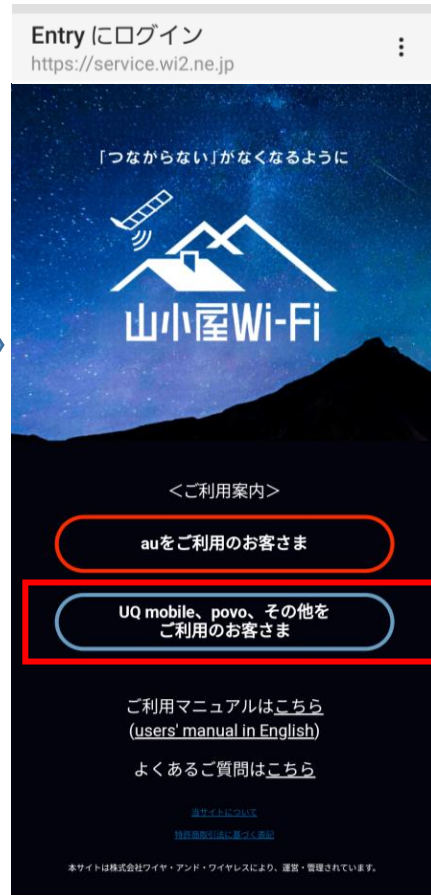 Entry にログイン
https://service.wi2.ne.jp
「つながらない」がなくなるように
山小屋Wi-Fi
＜ご利用案内＞
auをご利用のお客さま
UQ mobile、povo、その他を
ご利用のお客さま
ご利用マニュアルはこちら
(users' manual in English)
よくあるご質問はこちら
当サイトについて
特許商取引法に基づく表記
本サイトは株式会社ワイヤ・アンド・ワイヤレスにより、運営・管理されています。